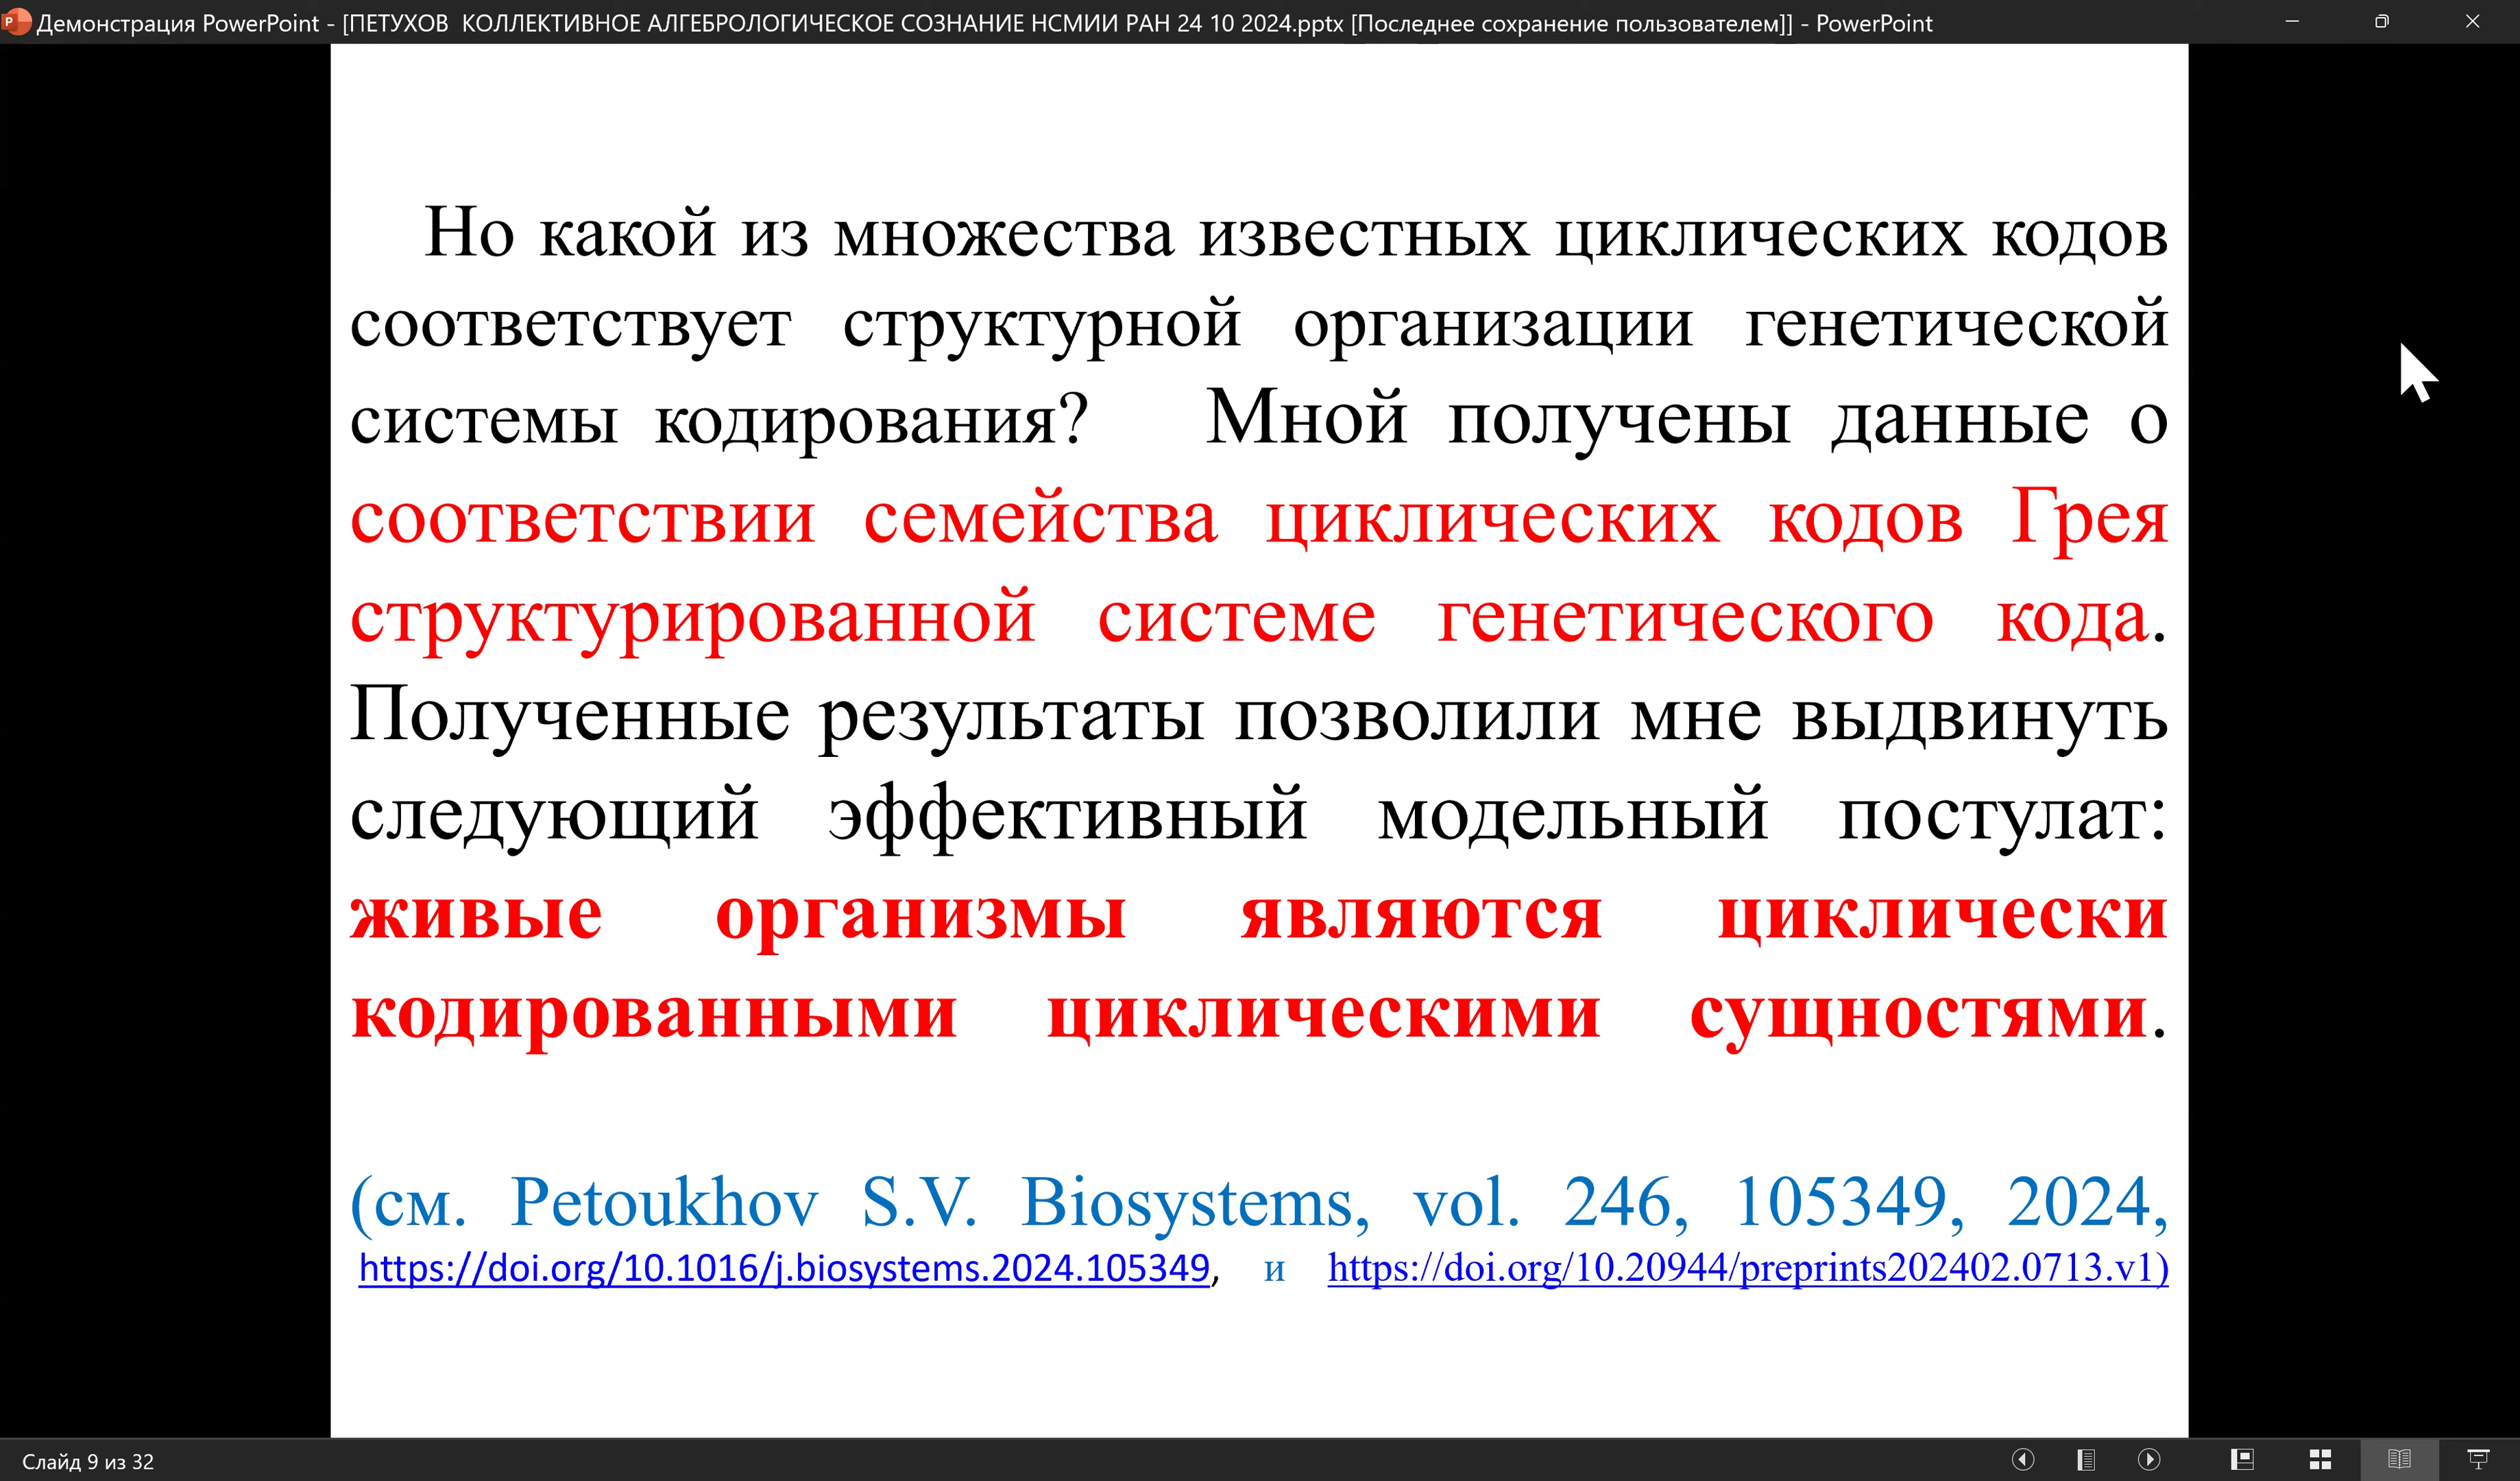 Демонстрация PowerPoint - [ПЕТУХОВ  КОЛЛЕКТИВНОЕ АЛГЕБРОЛОГИЧЕСКОЕ СОЗНАНИЕ НСМИИ РАН 24 10 2024.pptx [Последнее сохранение пользователем]] - PowerPoint
Но какой из множества известных циклических кодов
соответствует структурной организации генетической
системы кодирования? Мной получены данные о
соответствии семейства циклических кодов Грея
структурированной системе генетического кода.
Полученные результаты позволили мне выдвинуть
следующий эффективный модельный постулат:
живые организмы являются циклически
кодированными циклическими сущностями.
(см. Petoukhov S.V. Biosystems, vol. 246, 105349, 2024,
https://doi.org/10.1016/j.biosystems.2024.105349, и https://doi.org/10.20944/preprints202402.0713.v1)
Слайд 9 из 32